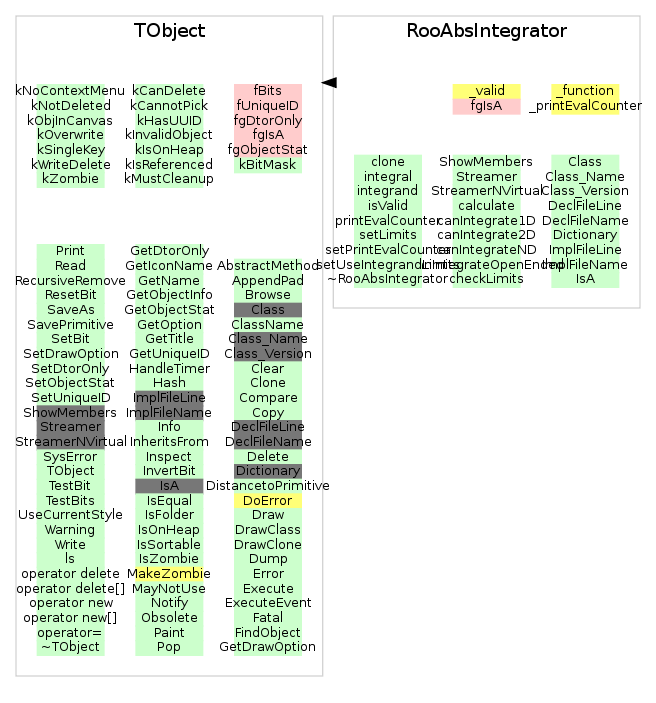 TObject
kNoContextMenu
kNotDeleted
kObjInCanvas
kOverwrite
kSingleKey
kWriteDelete
kZombie
kCanDelete
kCannotPick
kHasUUID
kInvalidObject
kIsOnHeap
kIsReferenced
kMustCleanup
fBits
fUniqueID
fgDtorOnly
fgIsA
fgObjectStat
kBitMask
Print
Read
RecursiveRemove
ResetBit
SaveAs
SavePrimitive
SetBit
SetDrawOption
SetDtorOnly
SetObjectStat
SetUniqueID
ShowMembers
Streamer
StreamerNVirtual
SysError
TObject
TestBit
TestBits
UseCurrentStyle
Warning
Write
ls
operator delete
operator delete[]
operator new
operator new[]
operator=
~TObject
GetDtorOnly
GetIconName
GetName
GetObjectInfo
GetObjectStat
GetOption
GetTitle
GetUniqueID
HandleTimer
Hash
ImplFileLine
ImplFileName
Info
InheritsFrom
Inspect
InvertBit
IsA
IsEqual
IsFolder
IsOnHeap
IsSortable
IsZombie
MakeZombie
MayNotUse
Notify
Obsolete
Paint
Pop
AbstractMethod
AppendPad
Browse
Class
ClassName
Class_Name
Class_Version
Clear
Clone
Compare
Copy
DeclFileLine
DeclFileName
Delete
Dictionary
DistancetoPrimitive
DoError
Draw
DrawClass
DrawClone
Dump
Error
Execute
ExecuteEvent
Fatal
FindObject
GetDrawOption
RooAbsIntegrator
_valid
fgIsA
_function
_printEvalCounter
clone
integral
integrand
isValid
printEvalCounter
setLimits
setPrintEvalCounter
setUseIntegrandLimits
~RooAbsIntegrator
ShowMembers
Streamer
StreamerNVirtual
calculate
canIntegrate1D
canIntegrate2D
canIntegrateND
canIntegrateOpenEnded
checkLimits
Class
Class_Name
Class_Version
DeclFileLine
DeclFileName
Dictionary
ImplFileLine
ImplFileName
IsA